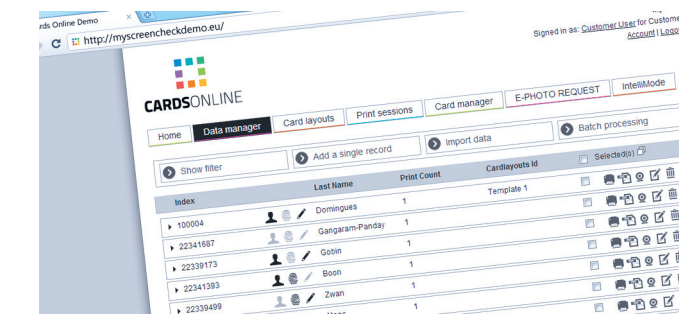 rds Online Demo
http://myscreencheckdemo.eu/
Signed in as: Customer User for Custome
Account | Logo
CARDSONLINE
Home
Data manager
Card layouts
Print sessions
Card manager
E-PHOTO REQUEST
IntelliMode
Show filter
Add a single record
Import data
Batch processing
Index
Last Name
Print Count
Cardlayouts Id
Selected(0)
100004
Domingues
1
Template 1
22341687
Gangaram-Panday
1
22339173
Gobin
1
22341393
Boon
1
22339499
Zwan
1
1